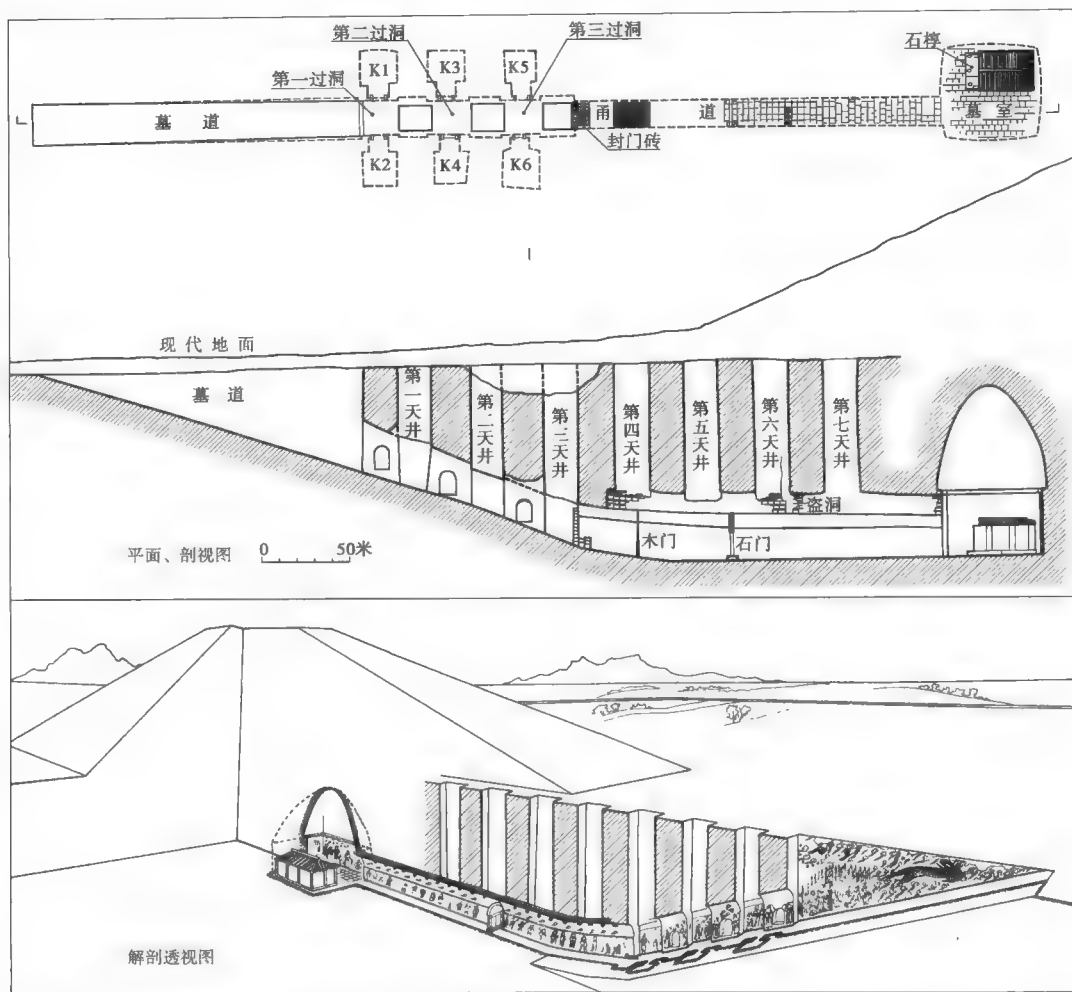 第二过洞
第三过洞
石椁
K1
K3
K5
第一过洞
墓道
甬道
墓室
封门砖
K2
K4
K6
现代地面
墓道
第一天井
第二天井
第三天井
第四天井
第五天井
第六天井
第七天井
盗洞
木门
石门
平面、剖视图
0 50米
解剖透视图